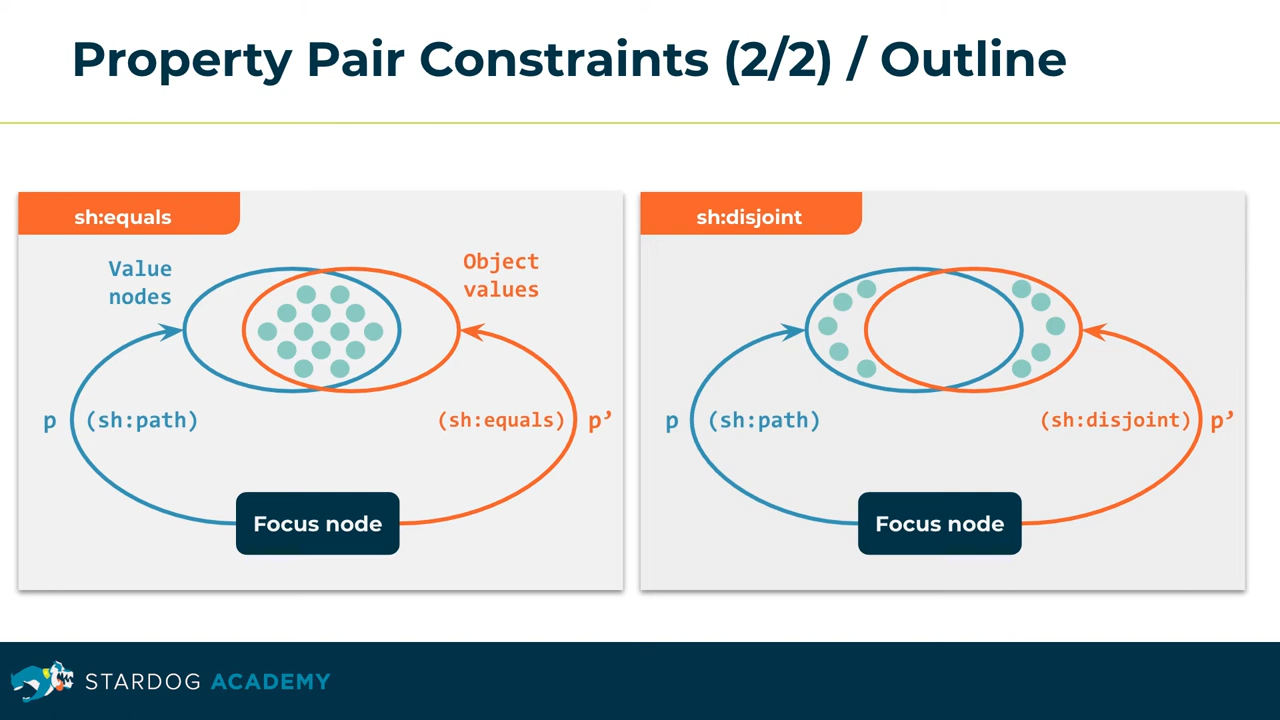 Property Pair Constraints (2/2) / Outline
sh:equals
Value
nodes
Object
values
p (sh:path)
(sh:equals) p’
Focus node
sh:disjoint
p (sh:path)
(sh:disjoint) p’
Focus node
STARDOG ACADEMY